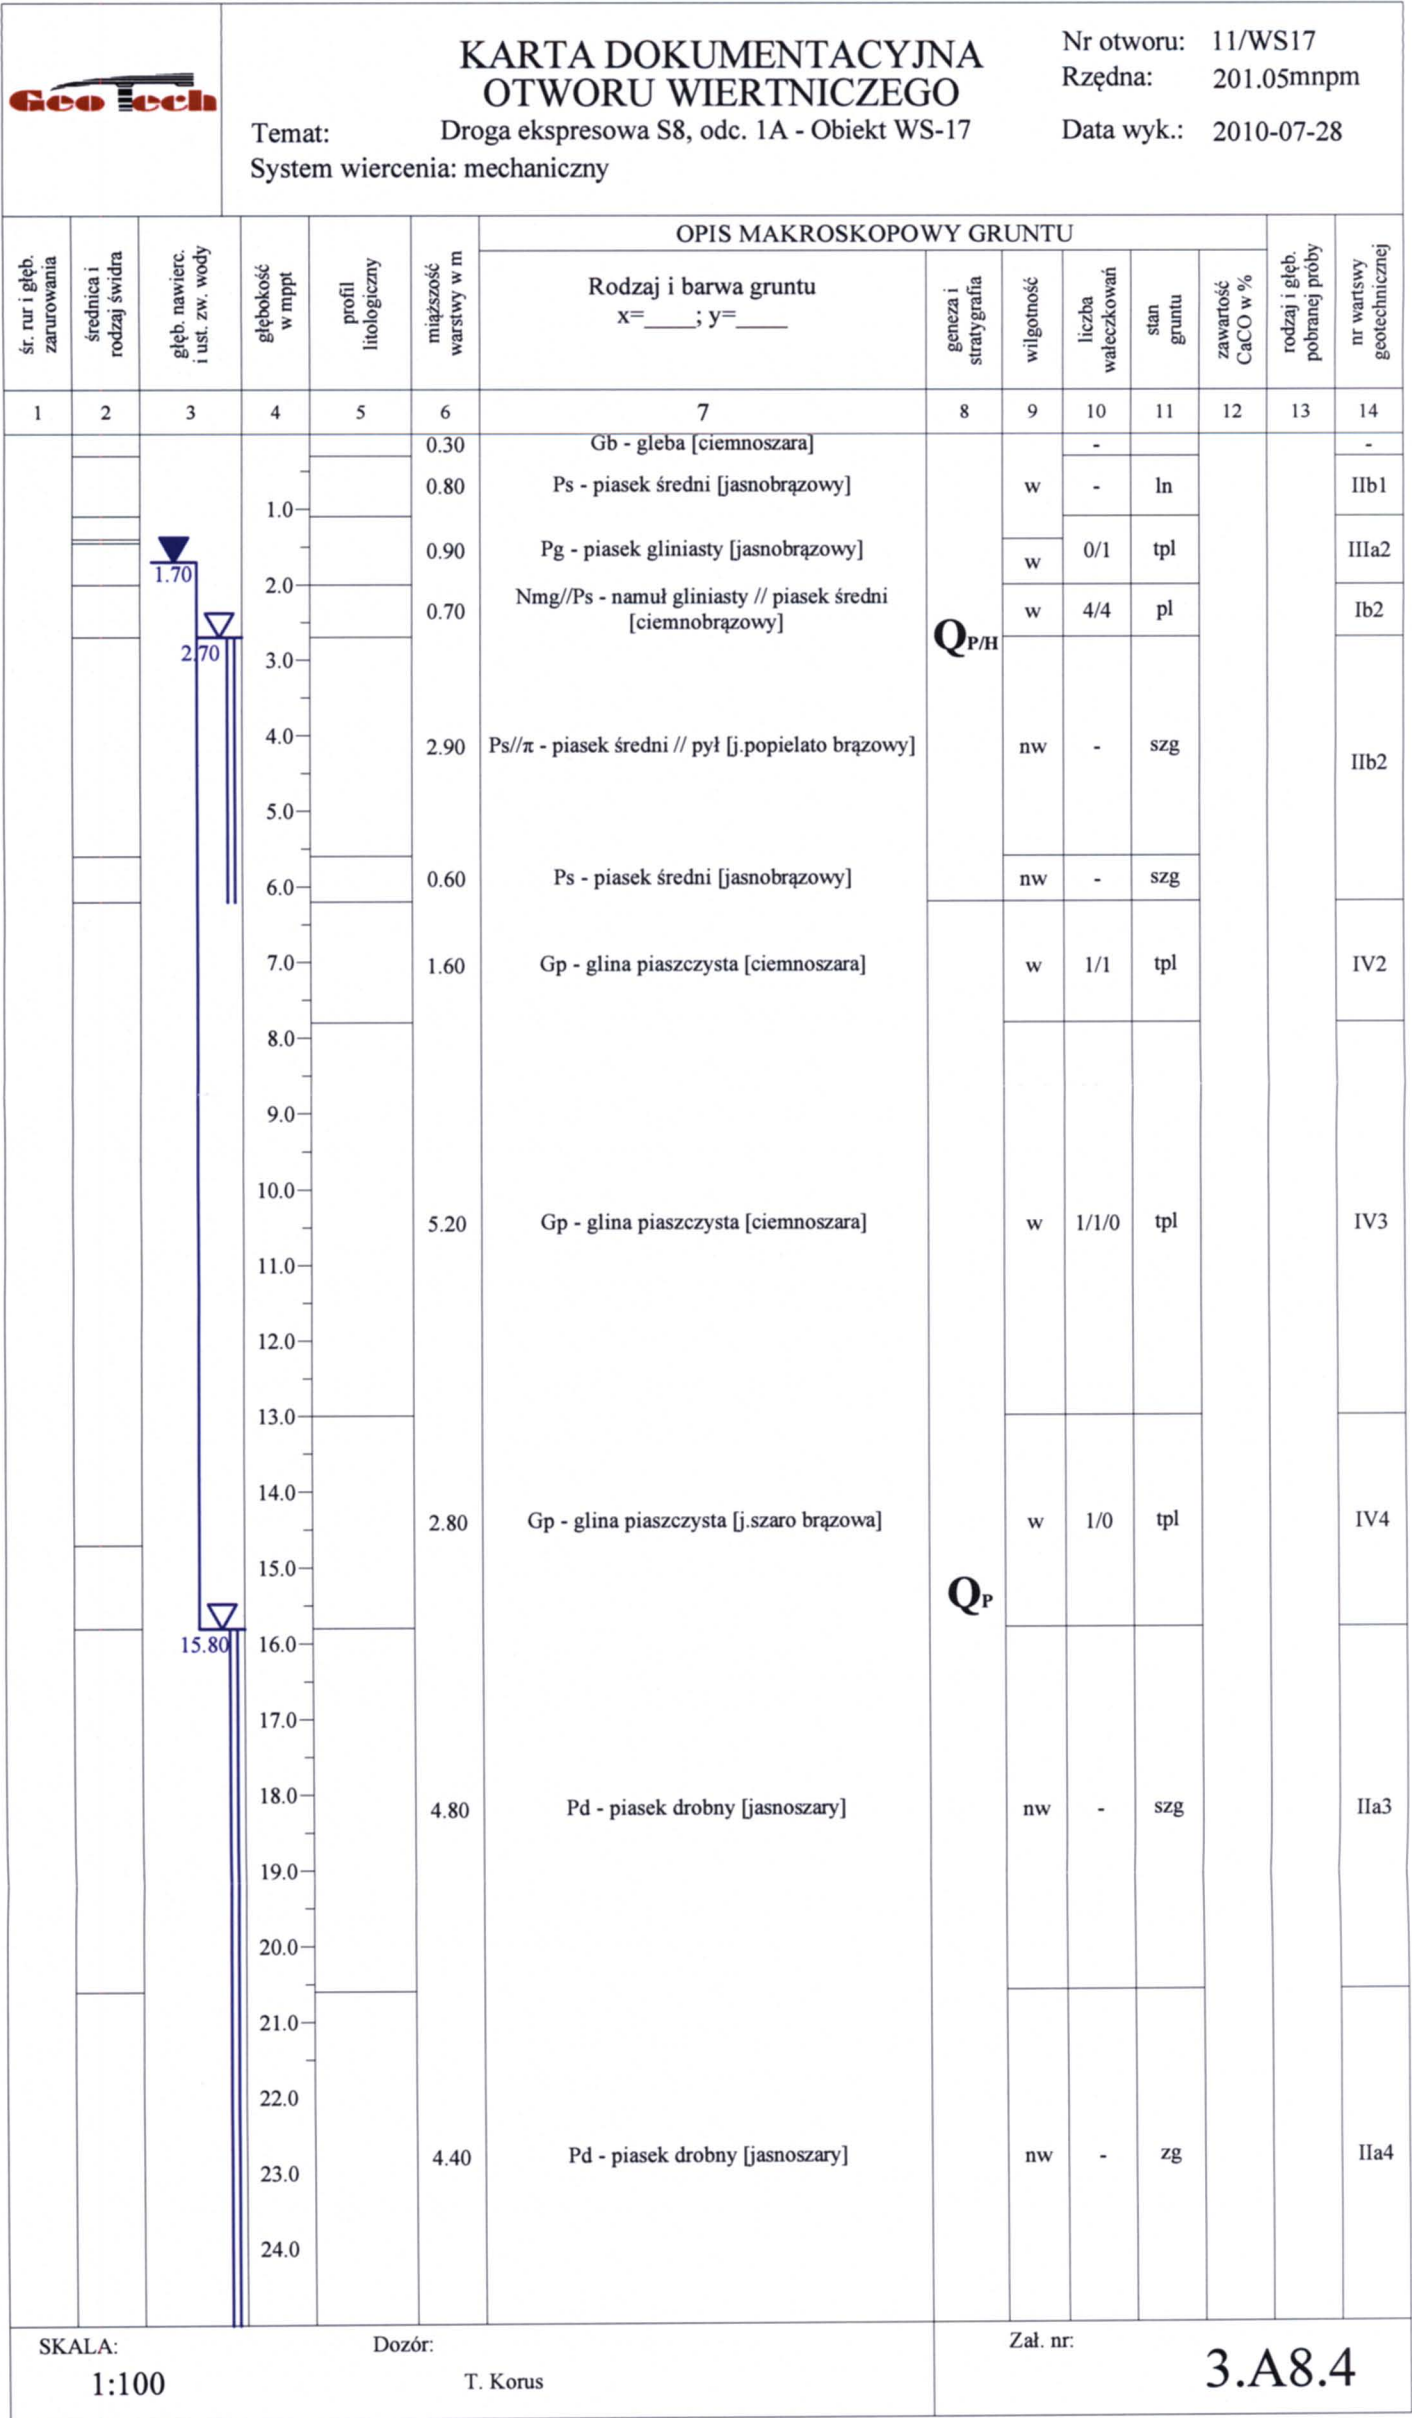 Geo Tech
KARTA DOKUMENTACYJNA
OTWORU WIERTNICZEGO
Temat: Droga ekspresowa S8, odc. 1A - Obiekt WS-17
System wiercenia: mechaniczny
Nr otworu: 11/WS17
Rzędna: 201.05mnpm
Data wyk.: 2010-07-28
śr. rur i głęb.
zarurowania
średnica i
rodzaj świdra
głęb. nawierc.
i ust. zw. wody
głębokość
w mppt
profil
litologiczny
miąższość
warstwy w m
OPIS MAKROSKOPOWY GRUNTU
Rodzaj i barwa gruntu
x=____; y=____
geneza i
stratygrafia
wilgotność
liczba
wałeczkowań
stan
gruntu
zawartość
CaCO w %
rodzaj i głęb.
pobranej próby
nr wartswy
geotechnicznej
1 2 3 4 5 6 7 8 9 10 11 12 13 14
0.30 Gb - gleba [ciemnoszara] - -
0.80 Ps - piasek średni [jasnobrązowy] w - ln IIb1
1.0
0.90 Pg - piasek gliniasty [jasnobrązowy] w 0/1 tpl IIIa2
1.70
2.0
0.70 Nmg//Ps - namuł gliniasty // piasek średni
[ciemnobrązowy] w 4/4 pl Ib2
QP/H
2.70
3.0
4.0
2.90 Ps//π - piasek średni // pył [j.popielato brązowy] nw - szg IIb2
5.0
6.0 0.60 Ps - piasek średni [jasnobrązowy] nw - szg
7.0 1.60 Gp - glina piaszczysta [ciemnoszara] w 1/1 tpl IV2
8.0
9.0
10.0
5.20 Gp - glina piaszczysta [ciemnoszara] w 1/1/0 tpl IV3
11.0
12.0
13.0
14.0
2.80 Gp - glina piaszczysta [j.szaro brązowa] w 1/0 tpl IV4
15.0
QP
15.80 16.0
17.0
18.0
4.80 Pd - piasek drobny [jasnoszary] nw - szg IIa3
19.0
20.0
21.0
22.0
4.40 Pd - piasek drobny [jasnoszary] nw - zg IIa4
23.0
24.0
SKALA:
1:100
Dozór:
T. Korus
Zał. nr:
3.A8.4